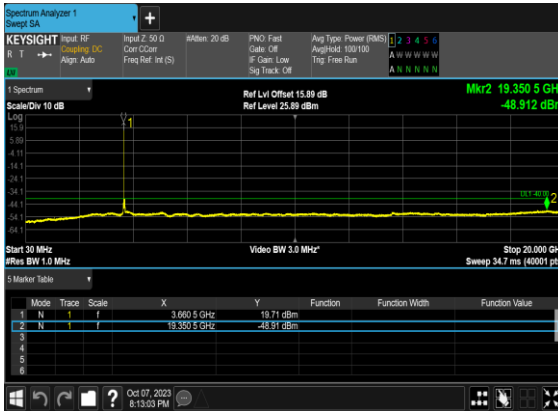 Spectrum Analyzer 1
Swept SA
KEYSIGHT
R T
Input: RF
Coupling: DC
Align: Auto
Input Z: 50 Ω
Corr CCorr
Freq Ref: Int (S)
#Atten: 20 dB
PNO: Fast
Gate: Off
IF Gain: Low
Sig Track: Off
Avg Type: Power (RMS)
Avg|Hold: 100/100
Trig: Free Run
1 2 3 4 5 6
A W W W W W
A N N N N N
1 Spectrum
Scale/Div 10 dB
Ref Lvl Offset 15.89 dB
Ref Level 25.89 dBm
Mkr2 19.350 5 GH
-48.912 dBr
Log
15.9
5.89
-4.11
-14.1
-24.1
-34.1
-44.1
-54.1
-64.1
1
DL1 -40.00
2
Start 30 MHz
#Res BW 1.0 MHz
Video BW 3.0 MHz*
Stop 20.000 GH
Sweep 34.7 ms (40001 pt
5 Marker Table
Mode Trace Scale X Y Function Function Width Function Value
1 N 1 f 3.660 5 GHz 19.71 dBm
2 N 1 f 19.350 5 GHz -48.91 dBm
3
4
5
6
?
Oct 07, 2023
8:13:03 PM